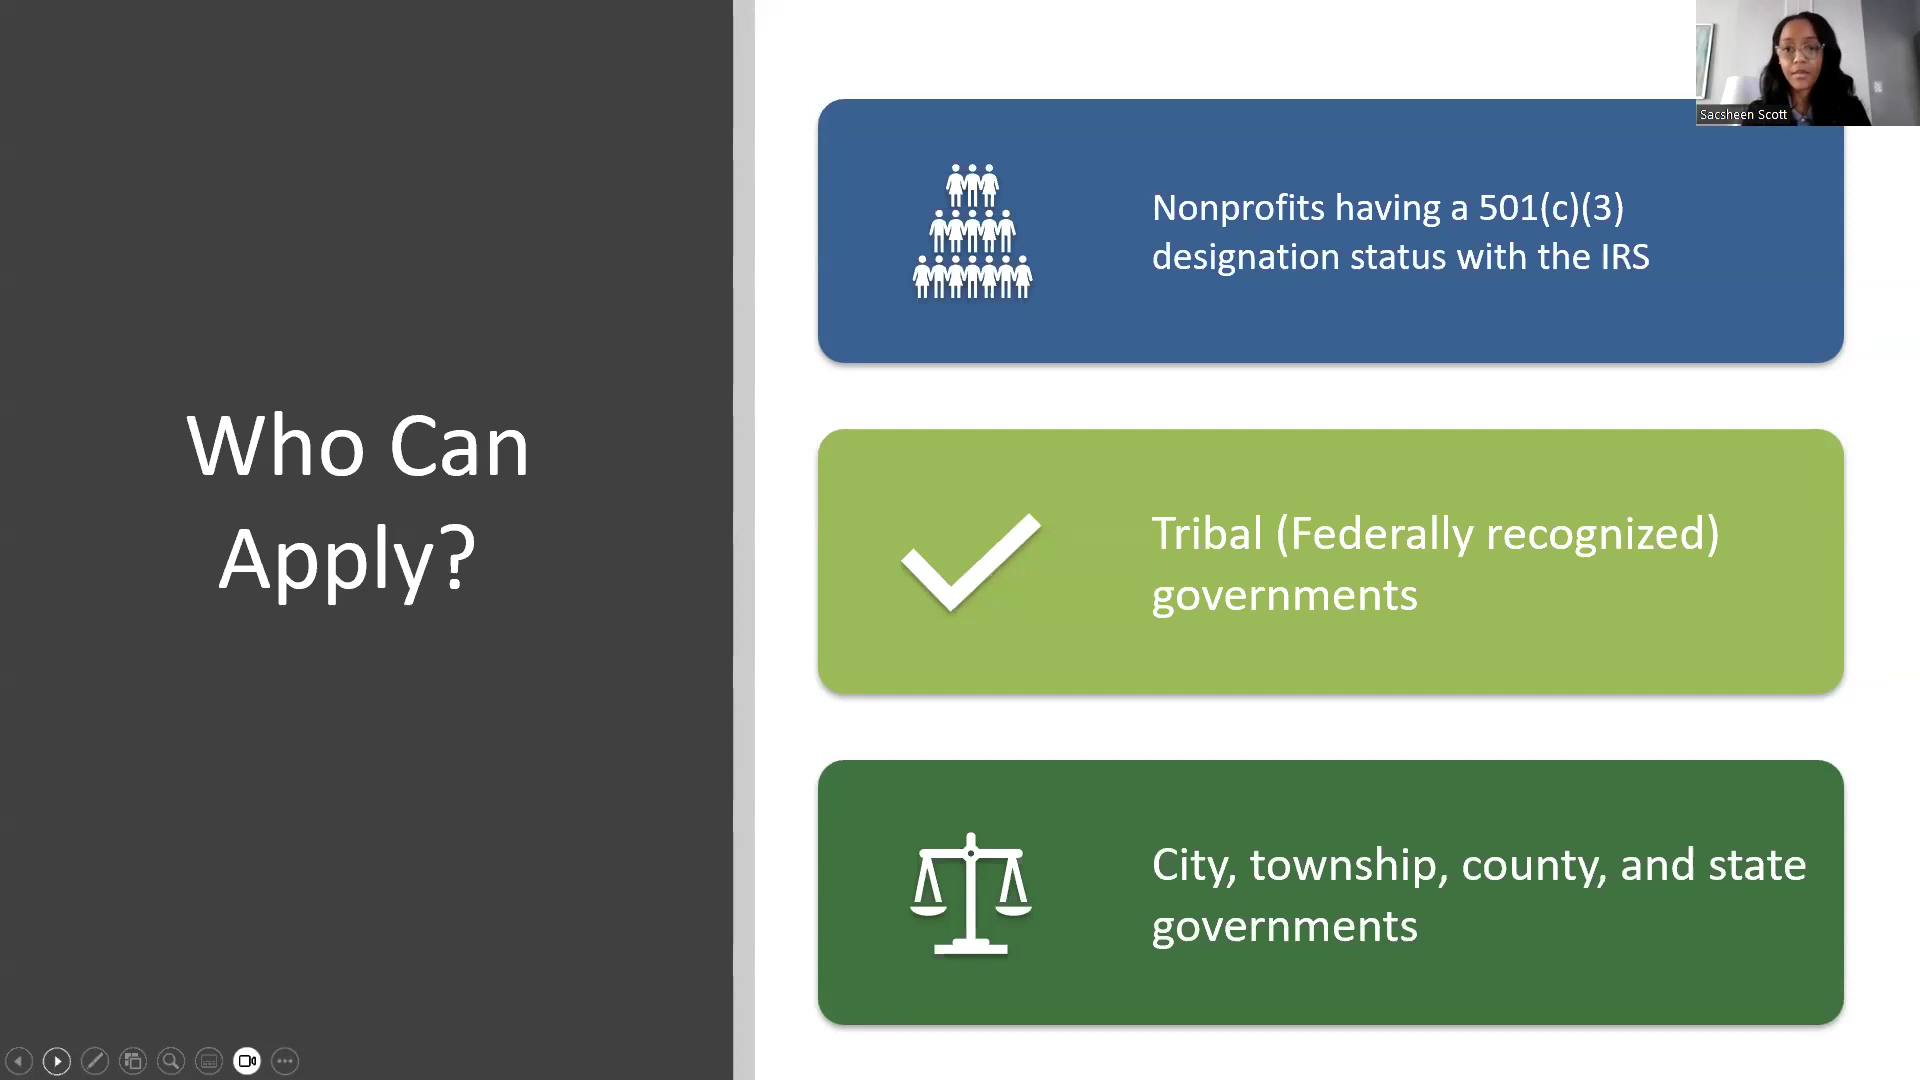 Who Can
Apply?
Nonprofits having a 501(c)(3)
designation status with the IRS
Tribal (Federally recognized)
governments
City, township, county, and state
governments
Sacsheen Scott